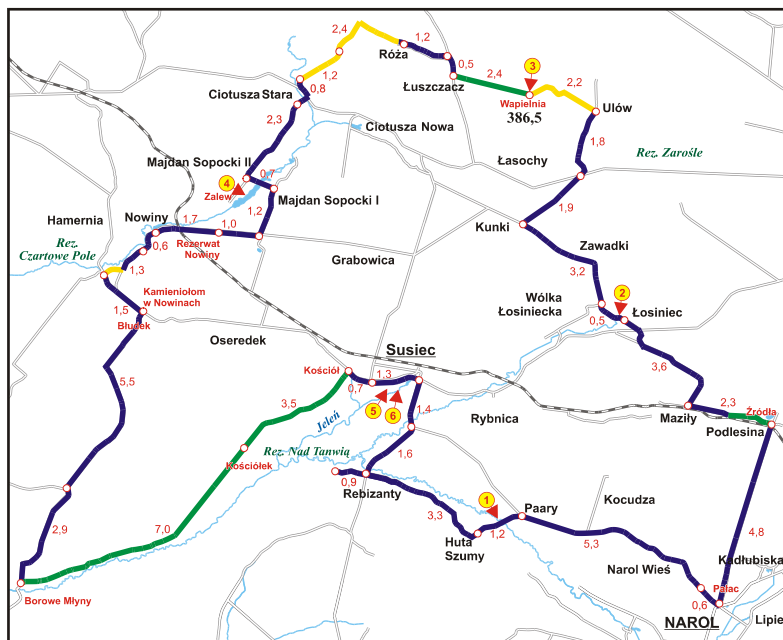 2,4
1,2
Róża
0,5
3
1,2
Łuszczacz
2,4
2,2
0,8
Wapielnia
386,5
Ulów
Ciotusza Stara
2,3
Ciotusza Nowa
1,8
Łasochy
Rez. Zarośle
Majdan Sopocki II
0,7
4
Zalew
Majdan Sopocki I
1,9
Hamernia
Nowiny
1,7
1,2
Kunki
0,6
1,0
Rezerwat
Nowiny
Zawadki
Rez.
Czartowe Pole
1,3
Grabowica
3,2
Kamieniołom
w Nowinach
1,5
Błudek
Wólka
Łosiniecka
2
0,5
Łosiniec
Oseredek
Susiec
3,6
Kościół
1,3
0,7
5,5
3,5
Jeleń
5
6
1,4
Rybnica
2,3
Źródła
Maziły
Podlesina
Rez. Nad Tanwią
Kościółek
1,6
0,9
Rebizanty
1
Kocudza
3,3
Paary
1,2
2,9
7,0
Huta
Szumy
5,3
4,8
Narol Wieś
Kadłubiska
Borowe Młyny
Pałac
0,6
NAROL
Lipie